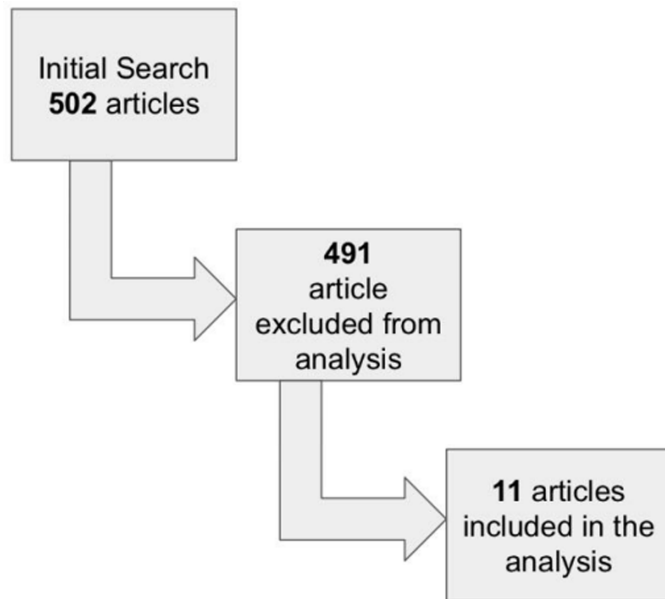 Initial Search
502 articles
491
article
excluded from
analysis
11 articles
included in the
analysis